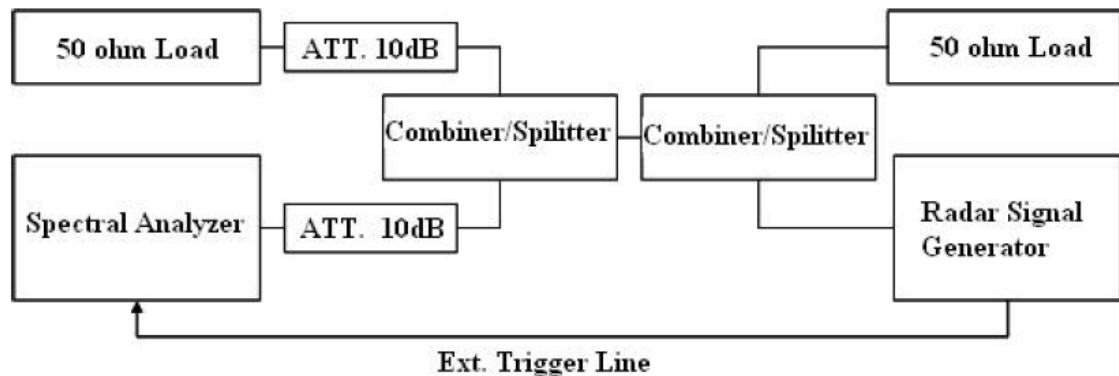 50 ohm Load
ATT. 10dB
50 ohm Load
Combiner/Spilitter
Combiner/Spilitter
Spectral Analyzer
ATT. 10dB
Radar Signal
Generator
Ext. Trigger Line